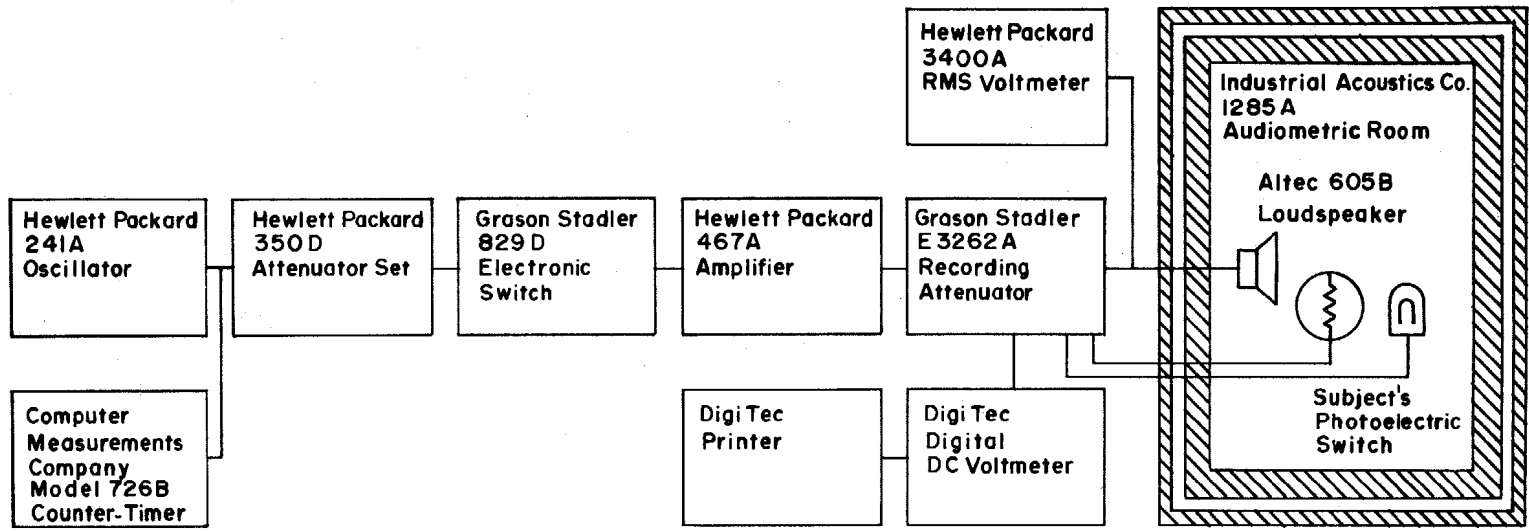 Hewlett Packard
3400A
RMS Voltmeter
Industrial Acoustics Co.
1285A
Audiometric Room
Altec 605B
Loudspeaker
Hewlett Packard
241A
Oscillator
Hewlett Packard
350D
Attenuator Set
Grason Stadler
829D
Electronic
Switch
Hewlett Packard
467A
Amplifier
Grason Stadler
E3262A
Recording
Attenuator
Computer
Measurements
Company
Model 726B
Counter-Timer
Digi Tec
Printer
Digi Tec
Digital
DC Voltmeter
Subject's
Photoelectric
Switch